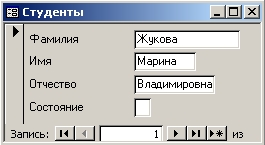 Студенты
Фамилия Жукова
Имя Марина
Отчество Владимировна
Состояние
Запись: 1 из